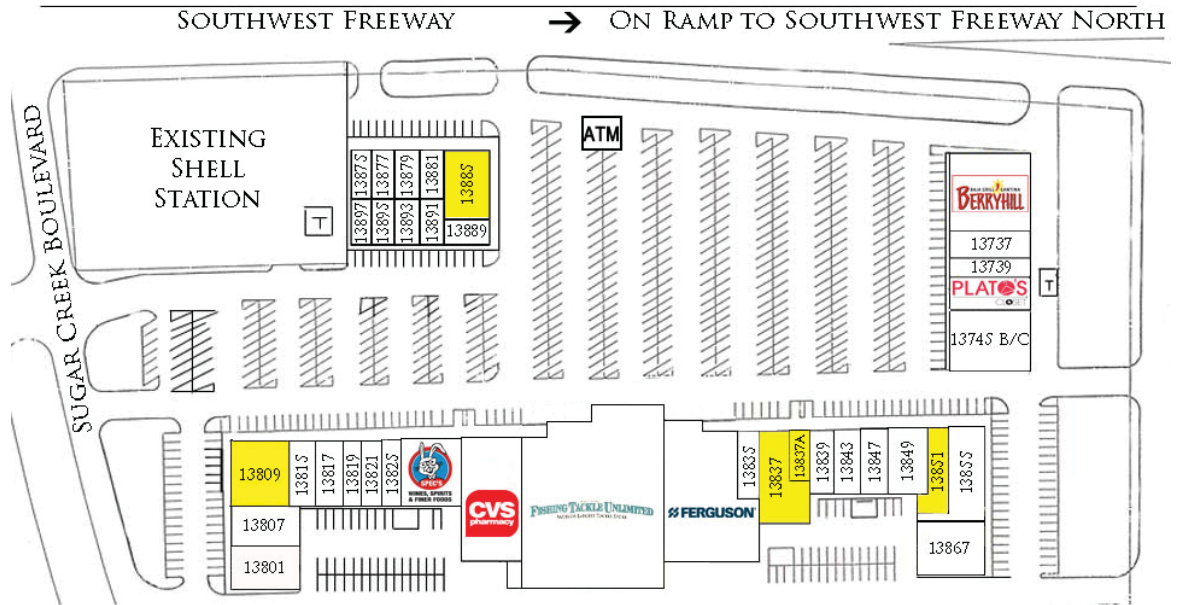 SOUTHWEST FREEWAY → ON RAMP TO SOUTHWEST FREEWAY NORTH
SUGAR CREEK BOULEVARD
EXISTING
SHELL
STATION
T
13875
13877
13879
13881
13885
13897
13895
13893
13891
13889
ATM
BAJA GRILL & CANTINA
BERRYHILL
13737
13739
PLATO'S
CLOSET
T
13745 B/C
13809
13815
13817
13819
13821
13825
SPEC'S
WINES, SPIRITS
& FINER FOODS
13807
13801
CVS
pharmacy
FISHING TACKLE UNLIMITED
FERGUSON
13835
13837
13837A
13839
13843
13847
13849
13851
13855
13867